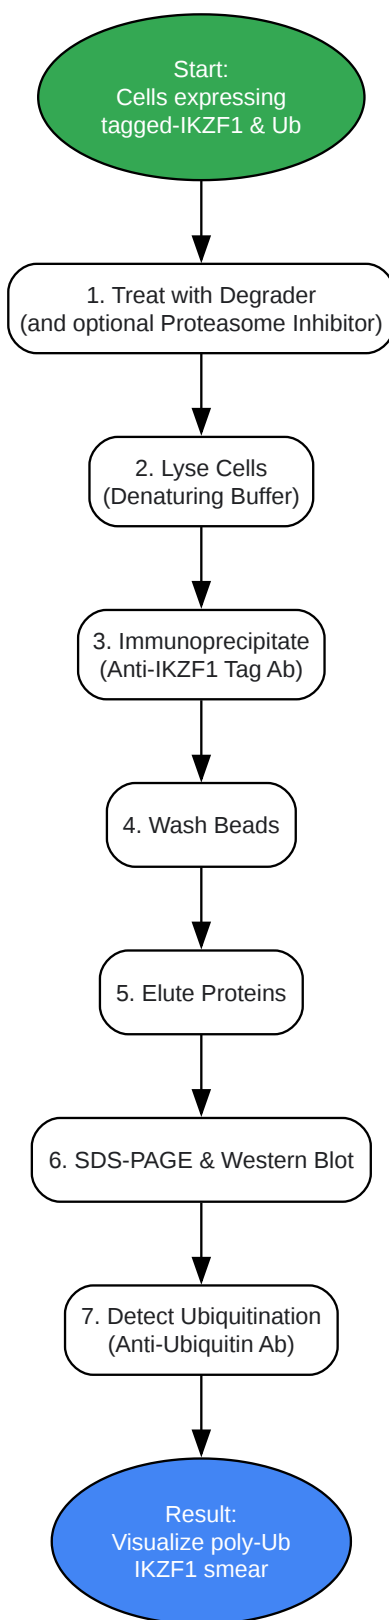 Start:
Cells expressing
tagged-IKZF1 & Ub
1. Treat with Degrader
(and optional Proteasome Inhibitor)
2. Lyse Cells
(Denaturing Buffer)
3. Immunoprecipitate
(Anti-IKZF1 Tag Ab)
4. Wash Beads
5. Elute Proteins
6. SDS-PAGE & Western Blot
7. Detect Ubiquitination
(Anti-Ubiquitin Ab)
Result:
Visualize poly-Ub
IKZF1 smear